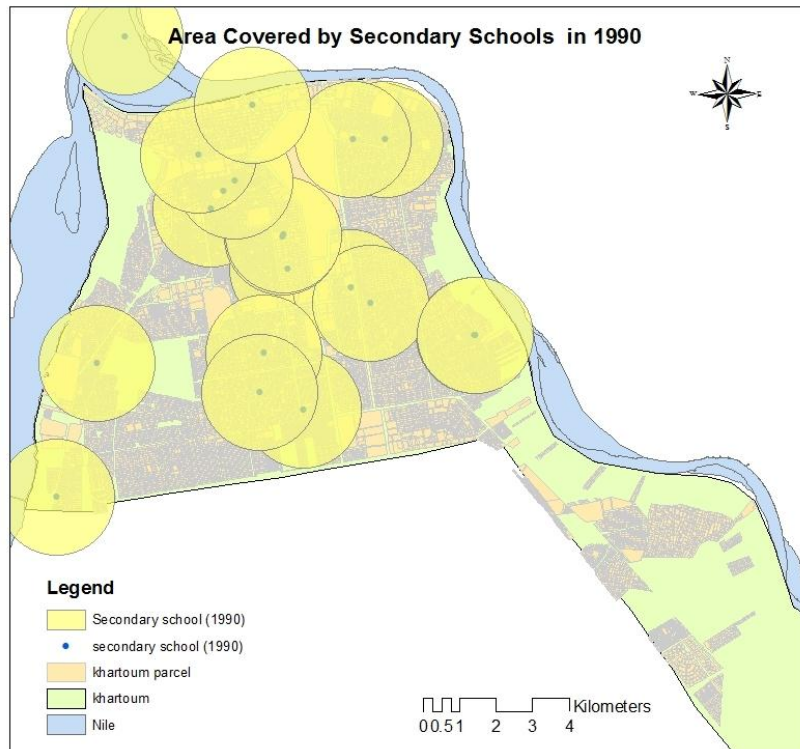 Area Covered by Secondary Schools in 1990
N
W E
S
Legend
Secondary school (1990)
secondary school (1990)
khartoum parcel
khartoum
Nile
Kilometers
0 0.5 1 2 3 4